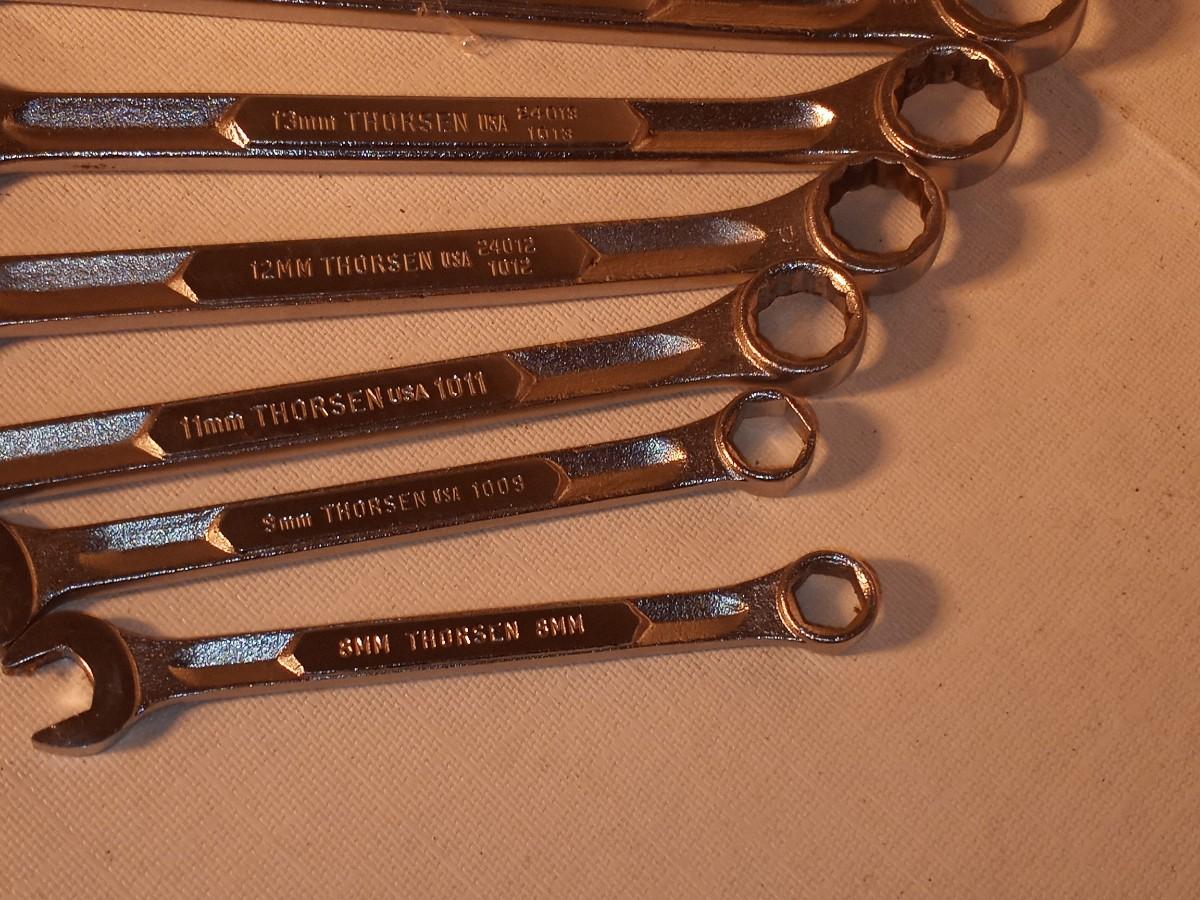 13mm THORSEN USA 24013
1013
12MM THORSEN USA 24012
1012
11mm THORSEN USA 1011
9mm THORSEN USA 1009
8MM THORSEN 8MM